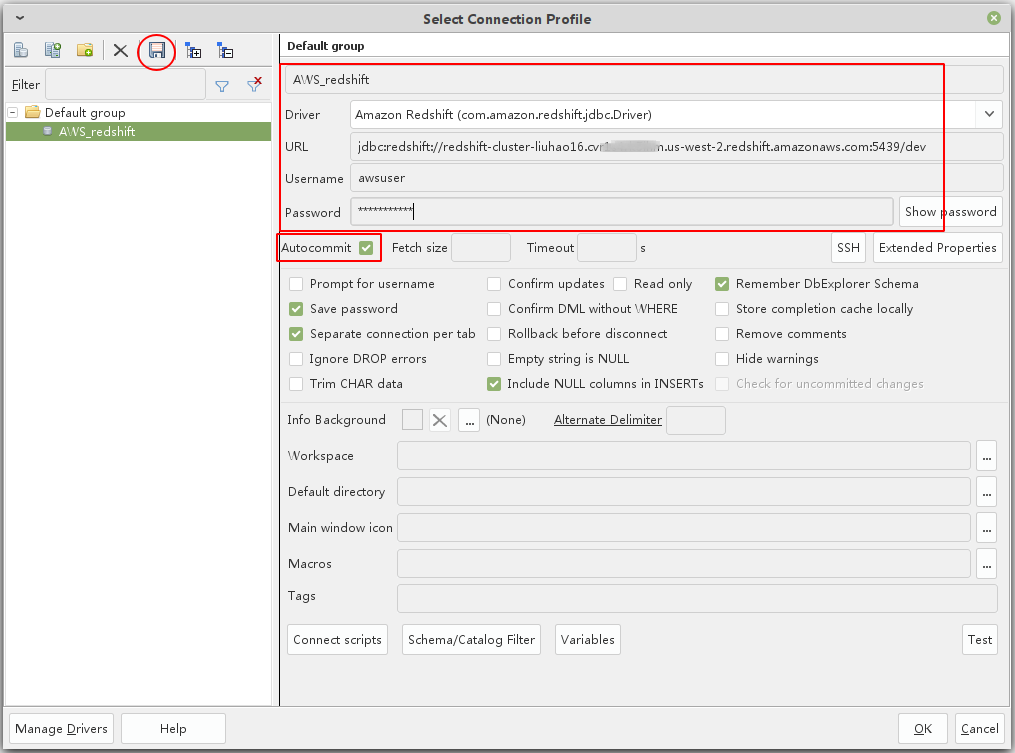 Select Connection Profile
Filter
Default group
AWS_redshift
Default group
AWS_redshift
Driver Amazon Redshift (com.amazon.redshift.jdbc.Driver)
URL jdbc:redshift://redshift-cluster-liuhao16.cvr .us-west-2.redshift.amazonaws.com:5439/dev
Username awsuser
Password *********** Show password
Autocommit Fetch size Timeout s SSH Extended Properties
Prompt for username Confirm updates Read only Remember DbExplorer Schema
Save password Confirm DML without WHERE Store completion cache locally
Separate connection per tab Rollback before disconnect Remove comments
Ignore DROP errors Empty string is NULL Hide warnings
Trim CHAR data Include NULL columns in INSERTs Check for uncommitted changes
Info Background ... (None) Alternate Delimiter
Workspace ...
Default directory ...
Main window icon ...
Macros ...
Tags
Connect scripts Schema/Catalog Filter Variables Test
Manage Drivers Help OK Cancel